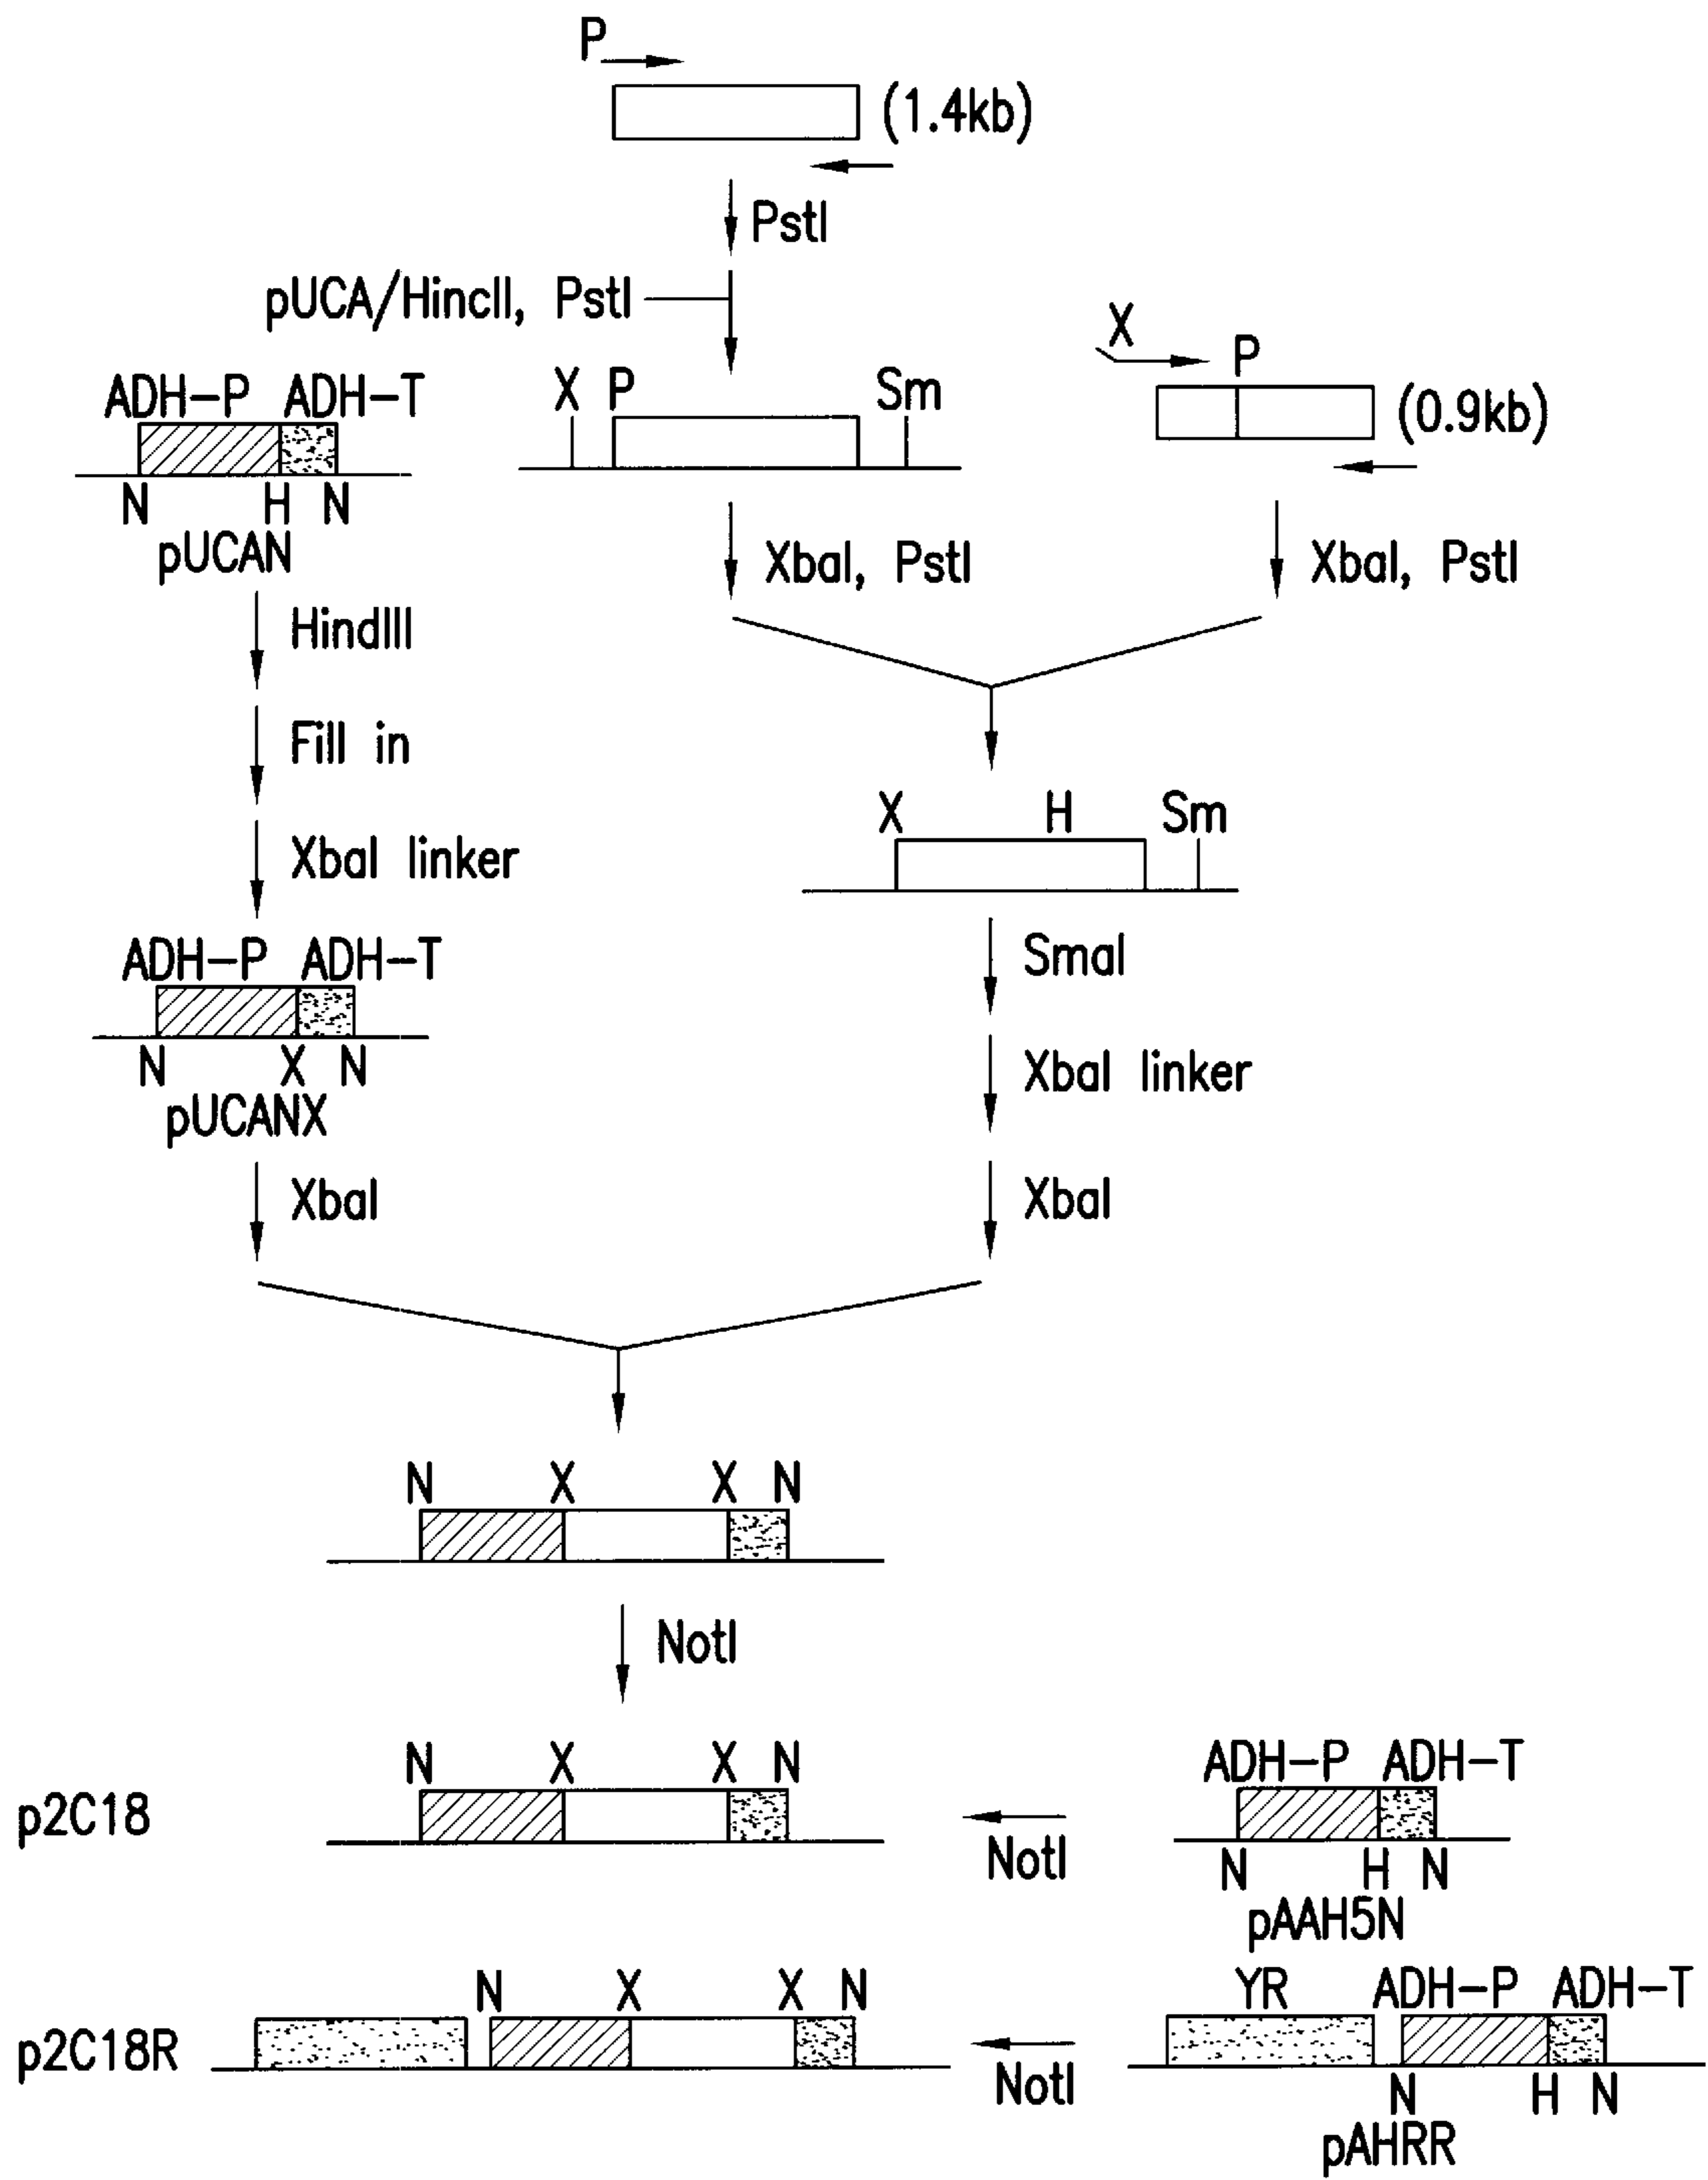 P
(1.4kb)
PstI
pUCA/HincII, PstI
X
P
(0.9kb)
ADH-P ADH-T
X P Sm
N H N
pUCAN
XbaI, PstI
XbaI, PstI
HindIII
Fill in
XbaI linker
X H Sm
ADH-P ADH-T
SmaI
N X N
XbaI linker
pUCANX
XbaI
XbaI
N X X N
NotI
N X X N
ADH-P ADH-T
p2C18
NotI
N H N
pAAH5N
N X X N
YR ADH-P ADH-T
p2C18R
NotI
N H N
pAHRR